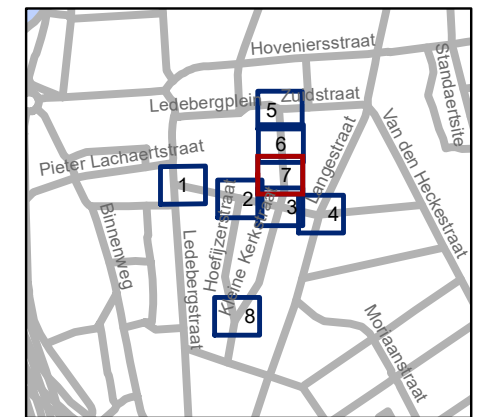 Hoveniersstraat
Standaertsite
Ledebergplein
Zuidstraat
5
6
Pieter Lachaertstraat
Langestraat
Van den Heckestraat
7
1
2
3
4
Hoefijzerstraat
Kleine Kerkstraat
Binnenweg
Ledebergstraat
8
Moriaanstraat